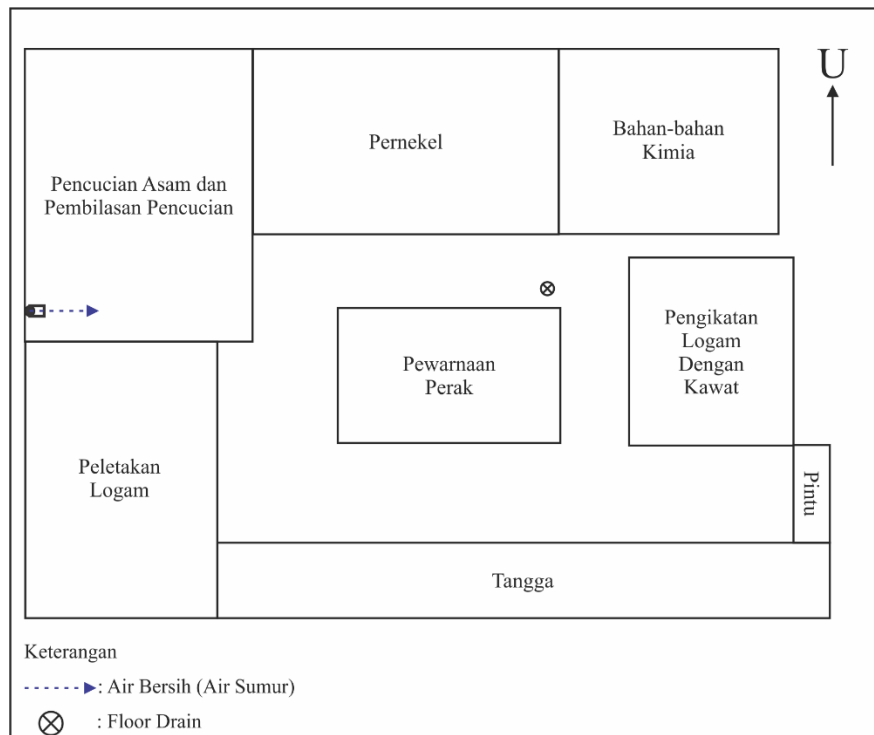 U
Pencucian Asam dan
Pembilasan Pencucian
Pernekel
Bahan-bahan
Kimia
Pewarnaan
Perak
Pengikatan
Logam
Dengan
Kawat
Peletakan
Logam
Pintu
Tangga
Keterangan
: Air Bersih (Air Sumur)
: Floor Drain